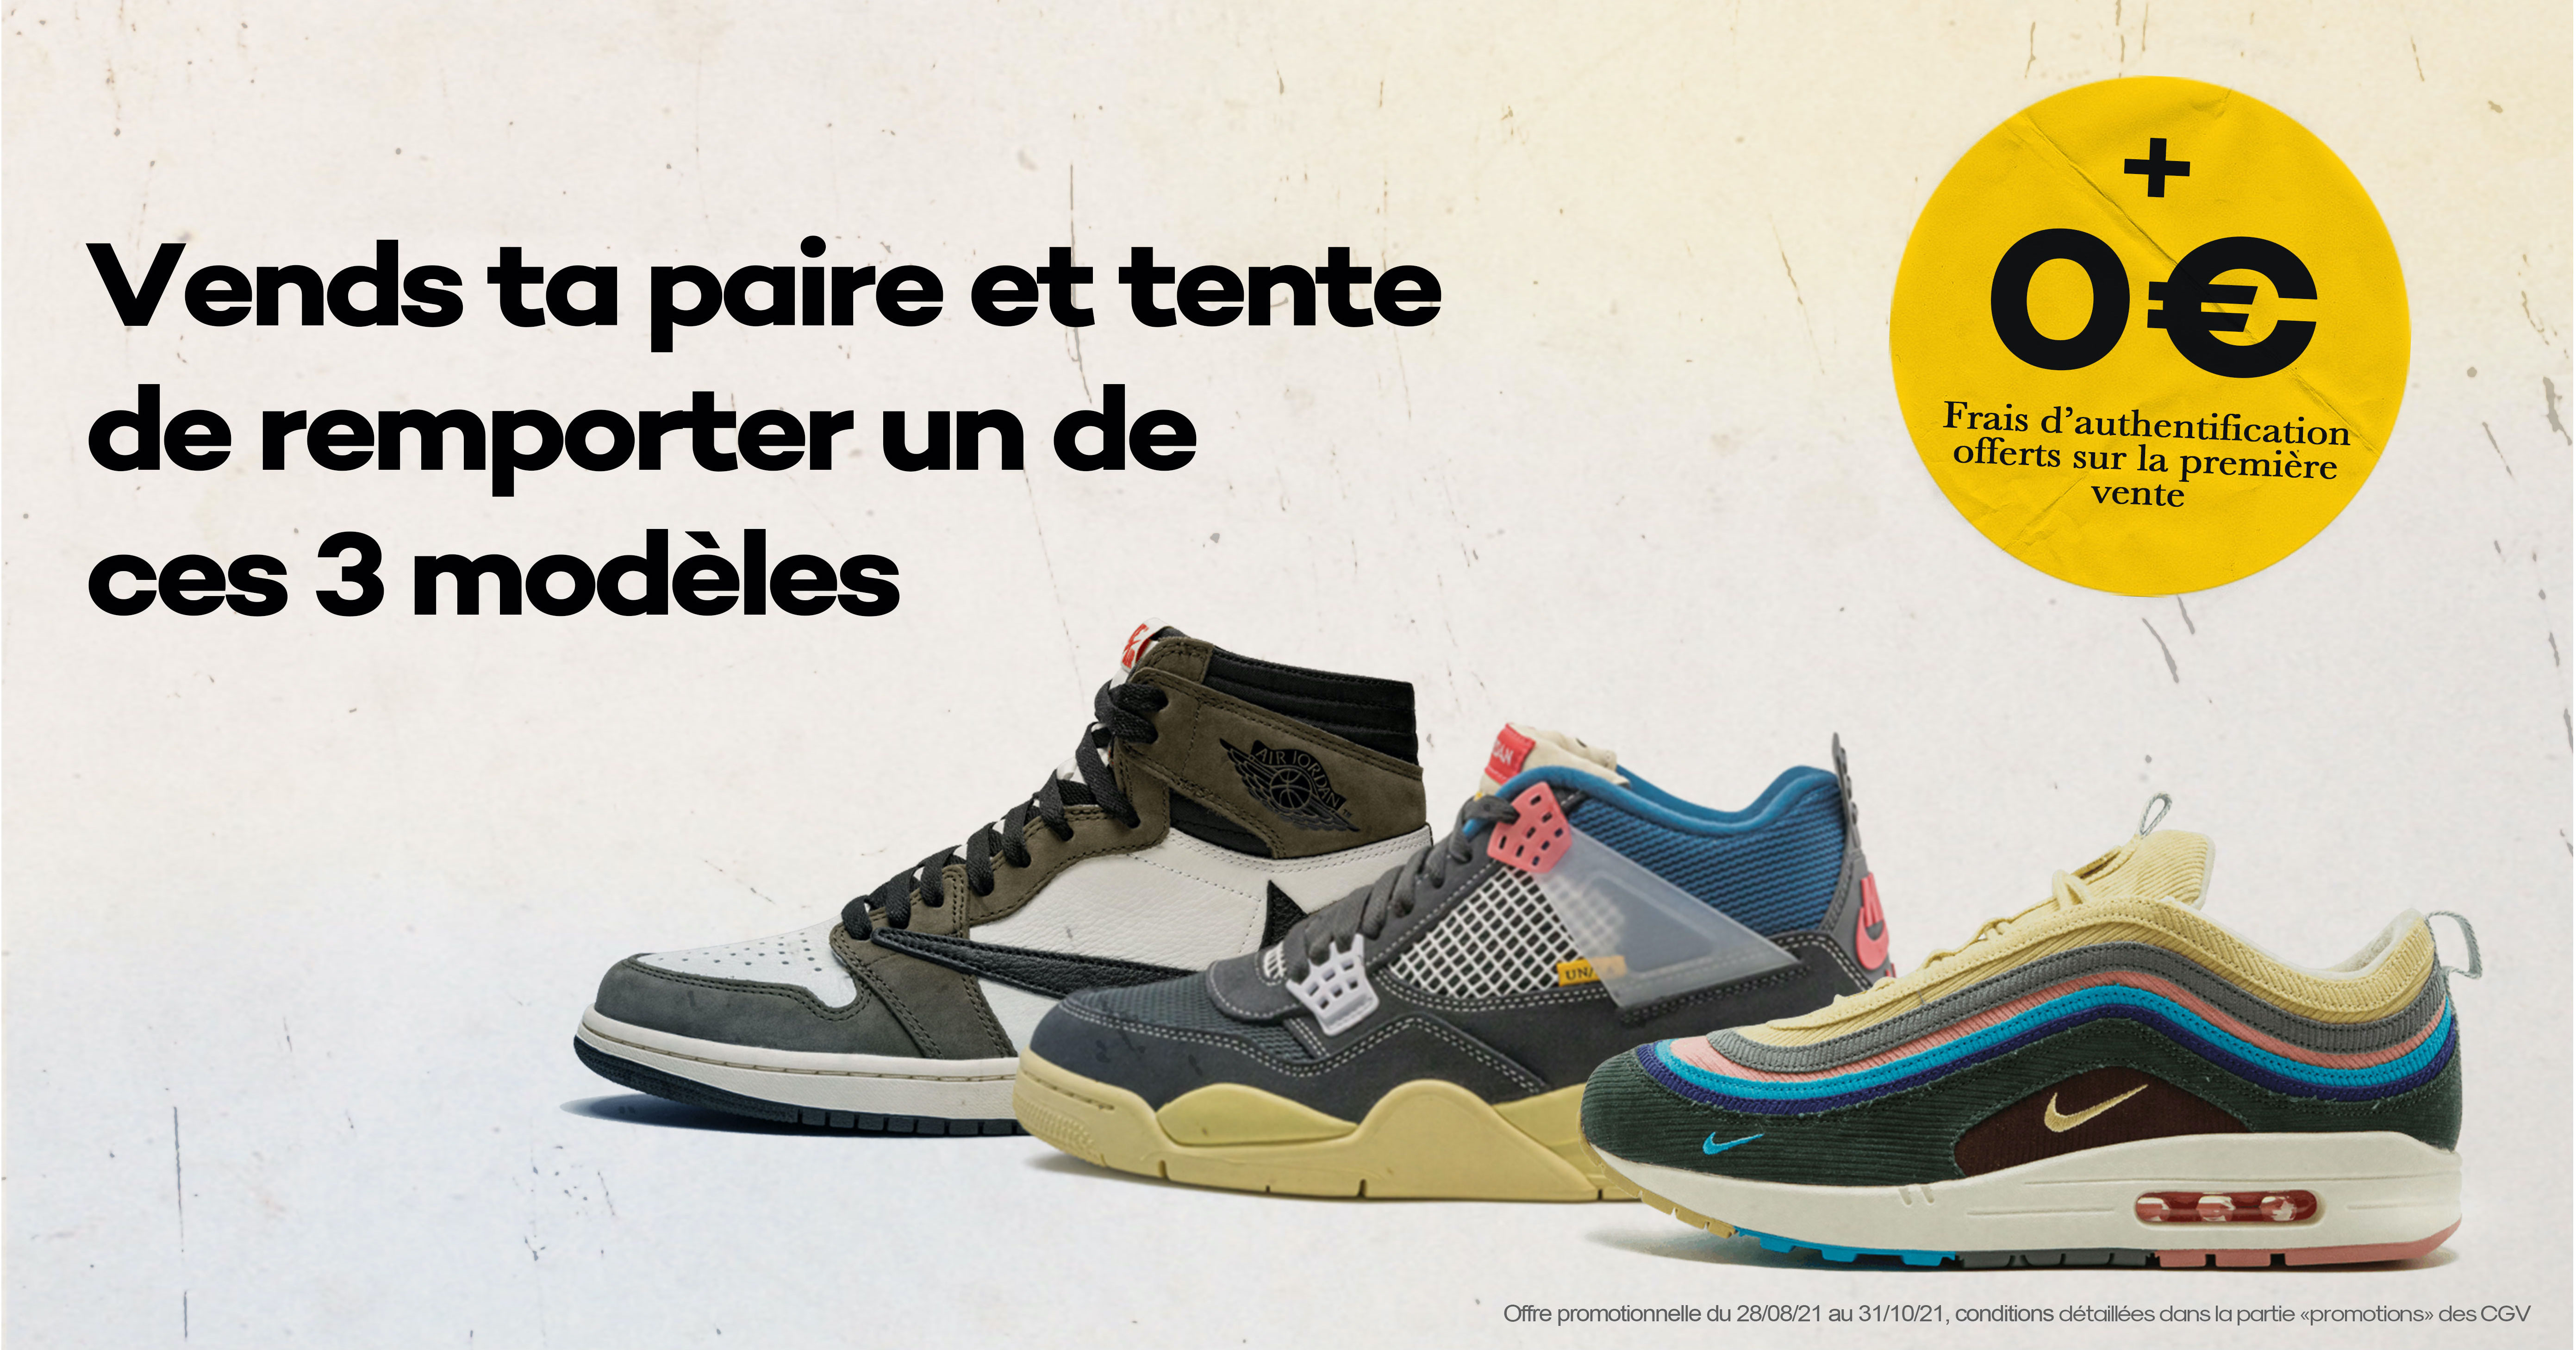 Vends ta paire et tente
de remporter un de
ces 3 modèles
+
0€
Frais d’authentification
offerts sur la première
vente
AIR JORDAN
Offre promotionnelle du 28/08/21 au 31/10/21, conditions détaillées dans la partie «promotions» des CGV